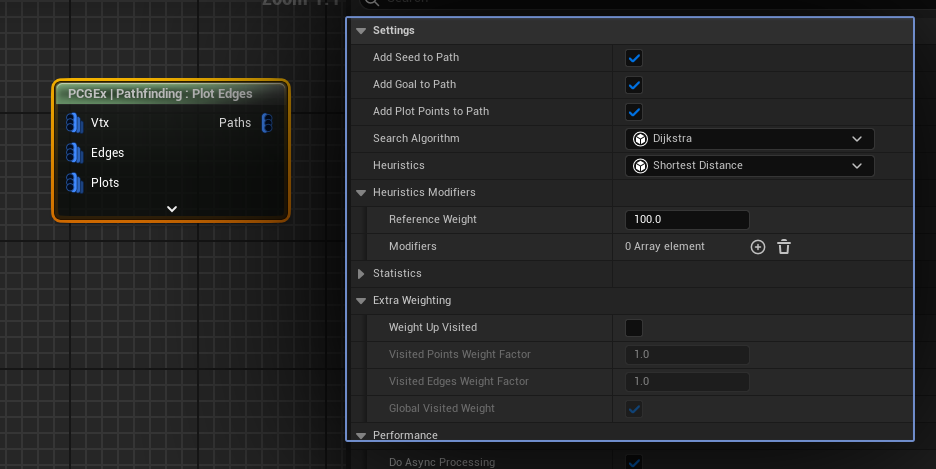 Zoom 1:1
Search
PCGEx | Pathfinding : Plot Edges
Vtx
Paths
Edges
Plots
Settings
Add Seed to Path
Add Goal to Path
Add Plot Points to Path
Search Algorithm Dijkstra
Heuristics Shortest Distance
Heuristics Modifiers
Reference Weight 100.0
Modifiers 0 Array element
Statistics
Extra Weighting
Weight Up Visited
Visited Points Weight Factor 1.0
Visited Edges Weight Factor 1.0
Global Visited Weight
Performance
Do Async Processing